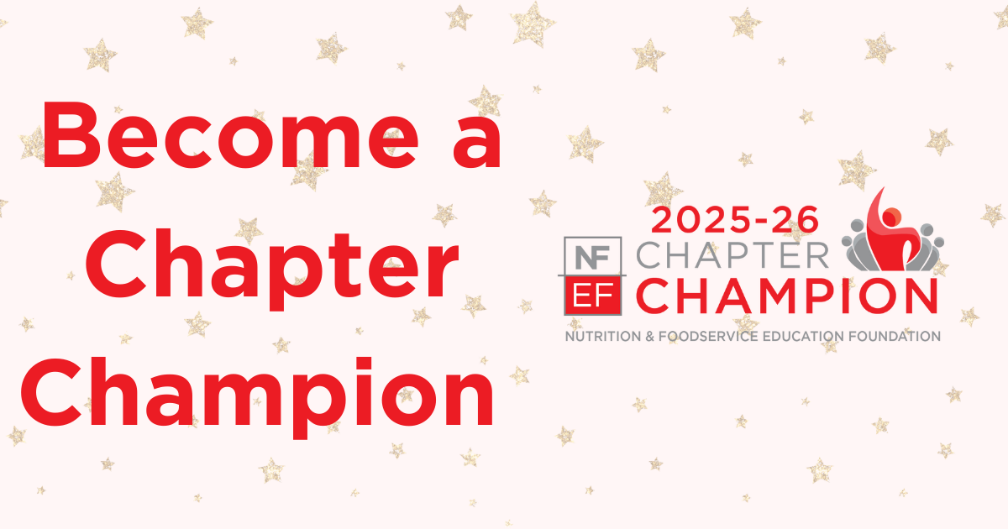 Become a
Chapter
Champion
2025-26
NF
CHAPTER
EF
CHAMPION
NUTRITION & FOODSERVICE EDUCATION FOUNDATION